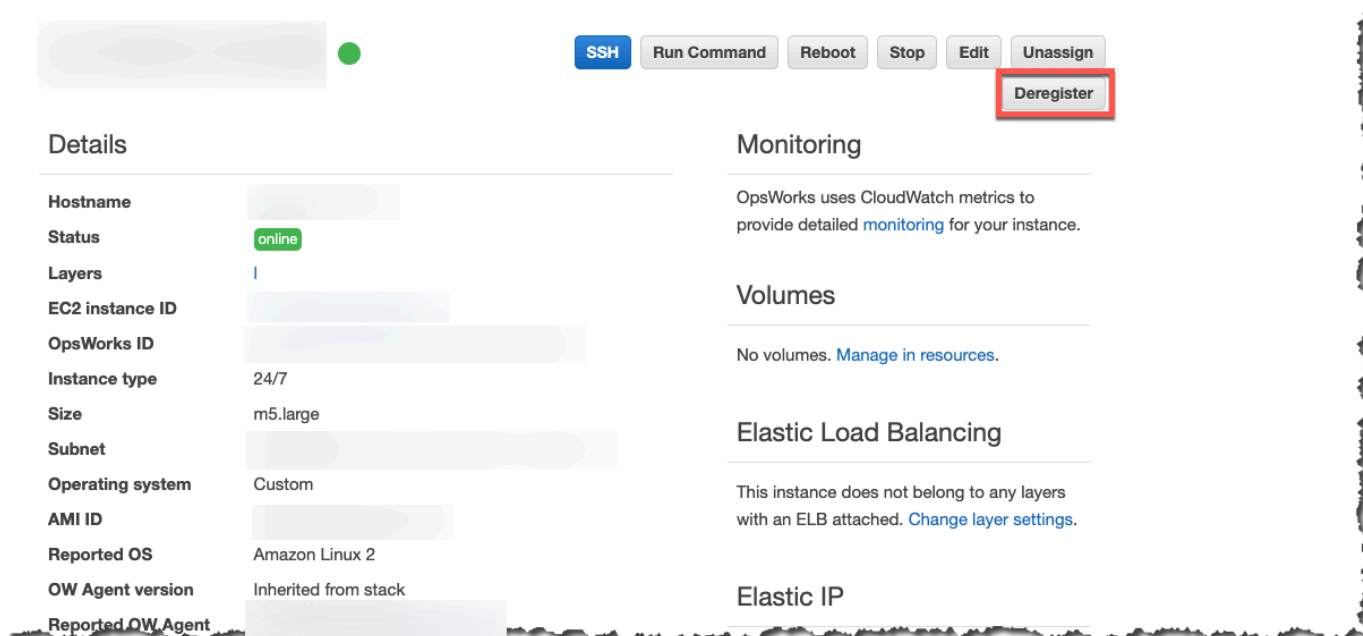 SSH Run Command Reboot Stop Edit Unassign
Deregister
Details
Hostname
Status online
Layers l
EC2 instance ID
OpsWorks ID
Instance type 24/7
Size m5.large
Subnet
Operating system Custom
AMI ID
Reported OS Amazon Linux 2
OW Agent version Inherited from stack
Reported OW Agent
Monitoring
OpsWorks uses CloudWatch metrics to
provide detailed monitoring for your instance.
Volumes
No volumes. Manage in resources.
Elastic Load Balancing
This instance does not belong to any layers
with an ELB attached. Change layer settings.
Elastic IP